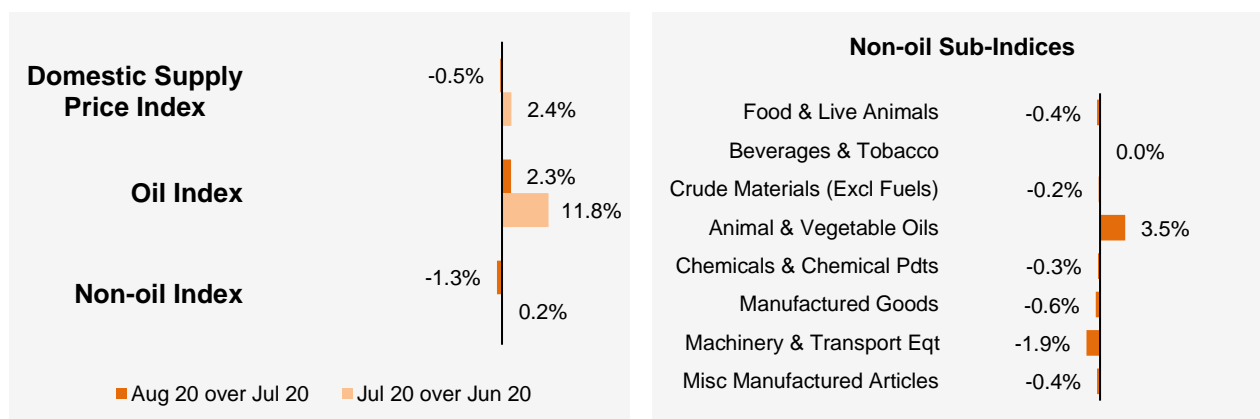 Domestic Supply
Price Index
-0.5%
2.4%
Oil Index
2.3%
11.8%
Non-oil Index
-1.3%
0.2%
Aug 20 over Jul 20
Jul 20 over Jun 20
Non-oil Sub-Indices
Food & Live Animals -0.4%
Beverages & Tobacco 0.0%
Crude Materials (Excl Fuels) -0.2%
Animal & Vegetable Oils 3.5%
Chemicals & Chemical Pdts -0.3%
Manufactured Goods -0.6%
Machinery & Transport Eqt -1.9%
Misc Manufactured Articles -0.4%